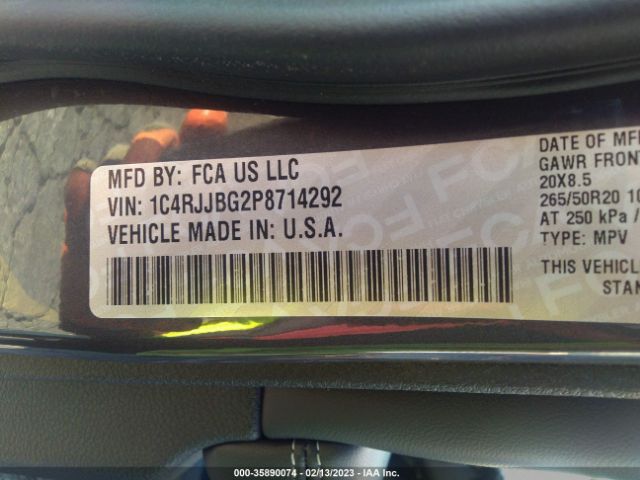 MFD BY: FCA US LLC
VIN: 1C4RJJBG2P8714292
VEHICLE MADE IN: U.S.A.
DATE OF MF
GAWR FRONT
20X8.5
265/50R20 10
AT 250 kPa /
TYPE: MPV
THIS VEHICL
STAN
000-35890074 - 02/13/2023 - IAA Inc.